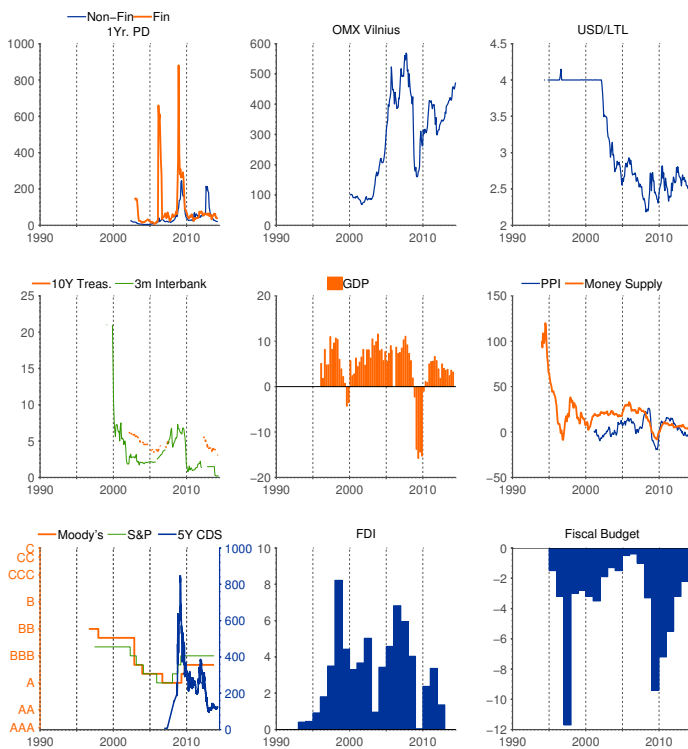 Non−Fin Fin
1Yr. PD
1000
800
600
400
200
0
1990 2000 2010
OMX Vilnius
600
500
400
300
200
100
0
1990 2000 2010
USD/LTL
4.5
4
3.5
3
2.5
2
1990 2000 2010
10Y Treas. 3m Interbank
25
20
15
10
5
0
1990 2000 2010
GDP
20
10
0
−10
−20
1990 2000 2010
PPI Money Supply
150
100
50
0
−50
1990 2000 2010
Moody's S&P 5Y CDS
C
CC
CCC
B
BB
BBB
A
AA
AAA
1000
800
600
400
200
0
1990 2000 2010
FDI
10
8
6
4
2
0
1990 2000 2010
Fiscal Budget
0
−2
−4
−6
−8
−10
−12
1990 2000 2010